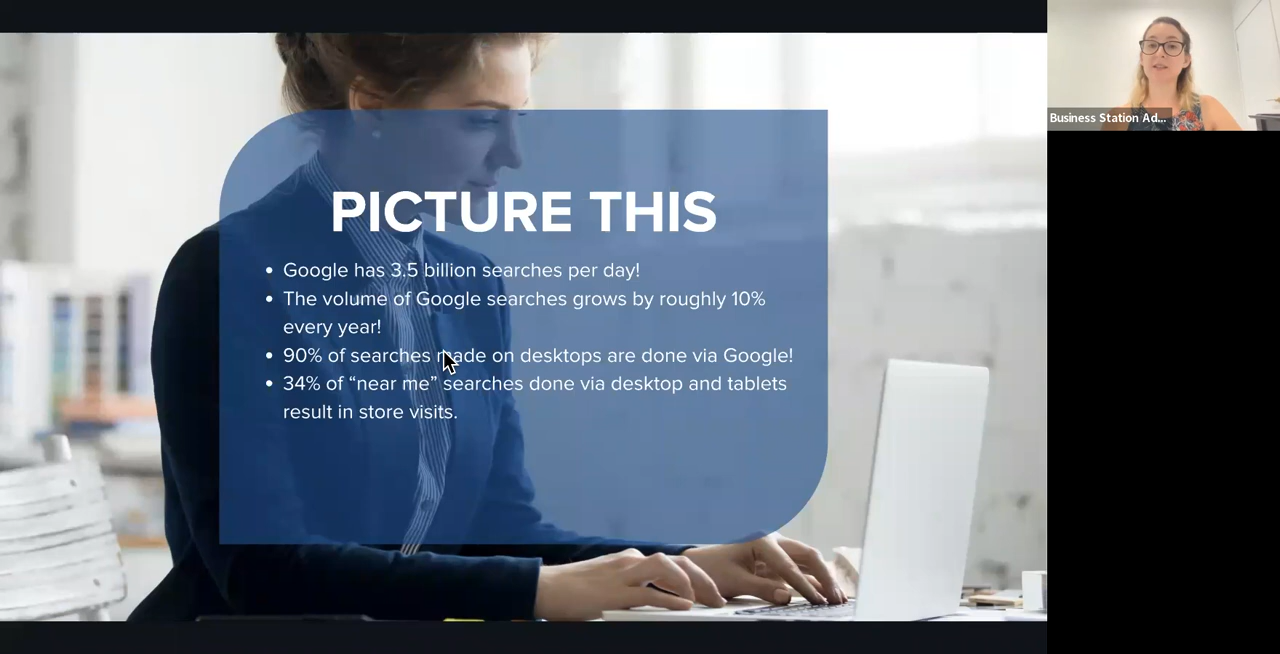 PICTURE THIS
• Google has 3.5 billion searches per day!
• The volume of Google searches grows by roughly 10%
every year!
• 90% of searches made on desktops are done via Google!
• 34% of “near me” searches done via desktop and tablets
result in store visits.
Business Station Ad...